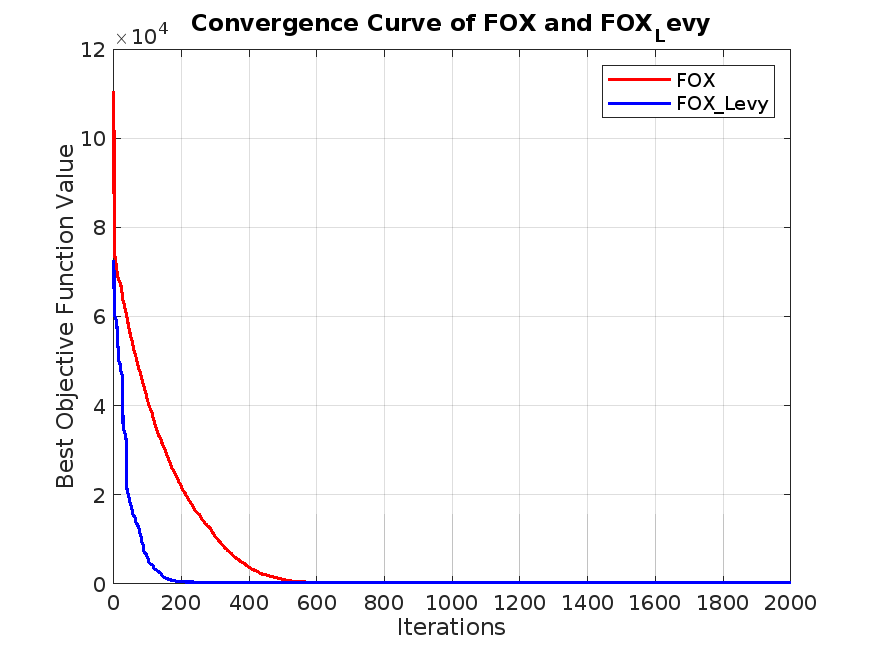 Convergence Curve of FOX and FOX_Levy
×10^4
12
10
8
6
4
2
0
Best Objective Function Value
FOX
FOX_Levy
0 200 400 600 800 1000 1200 1400 1600 1800 2000
Iterations